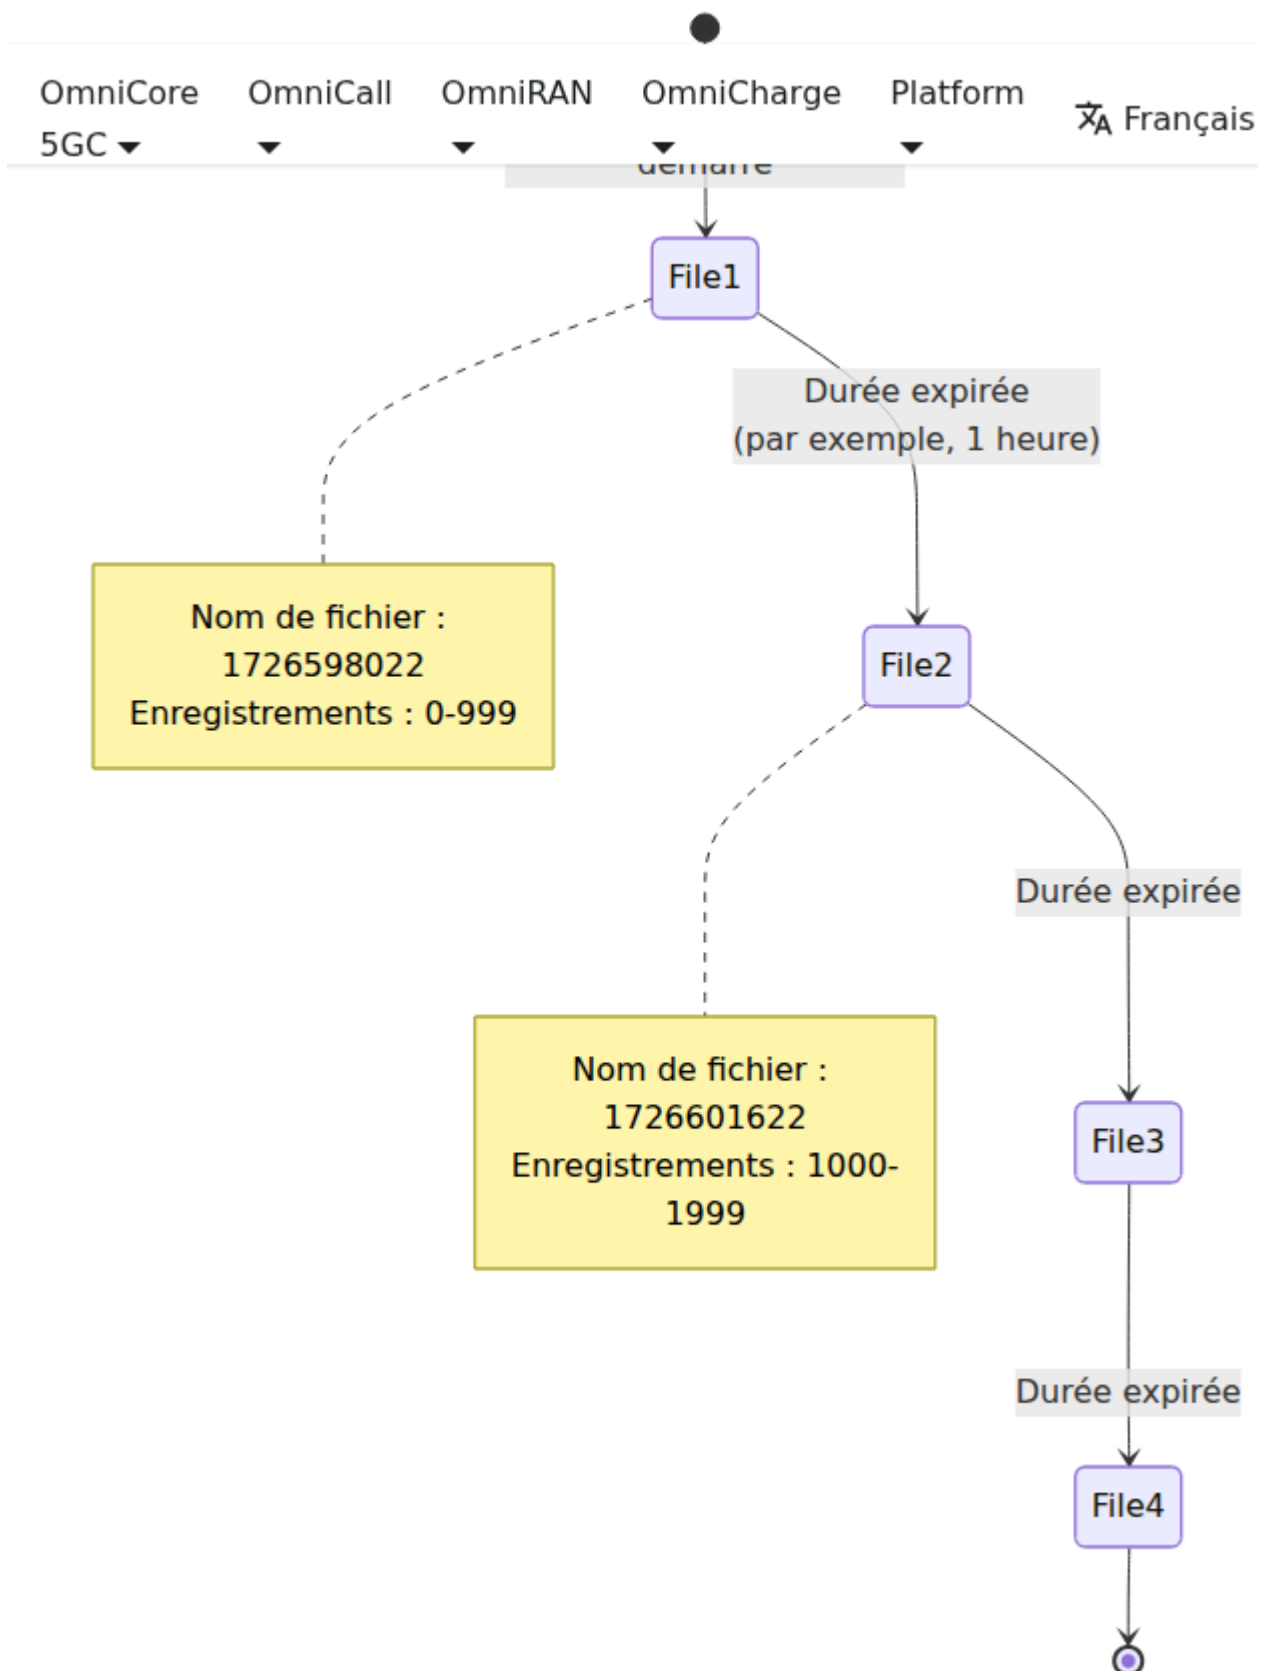 OmniCore
5GC
OmniCall
OmniRAN
OmniCharge
Platform
Français
démarre
File1
Durée expirée
(par exemple, 1 heure)
Nom de fichier :
1726598022
Enregistrements : 0-999
File2
Durée expirée
Nom de fichier :
1726601622
Enregistrements : 1000-
1999
File3
Durée expirée
File4